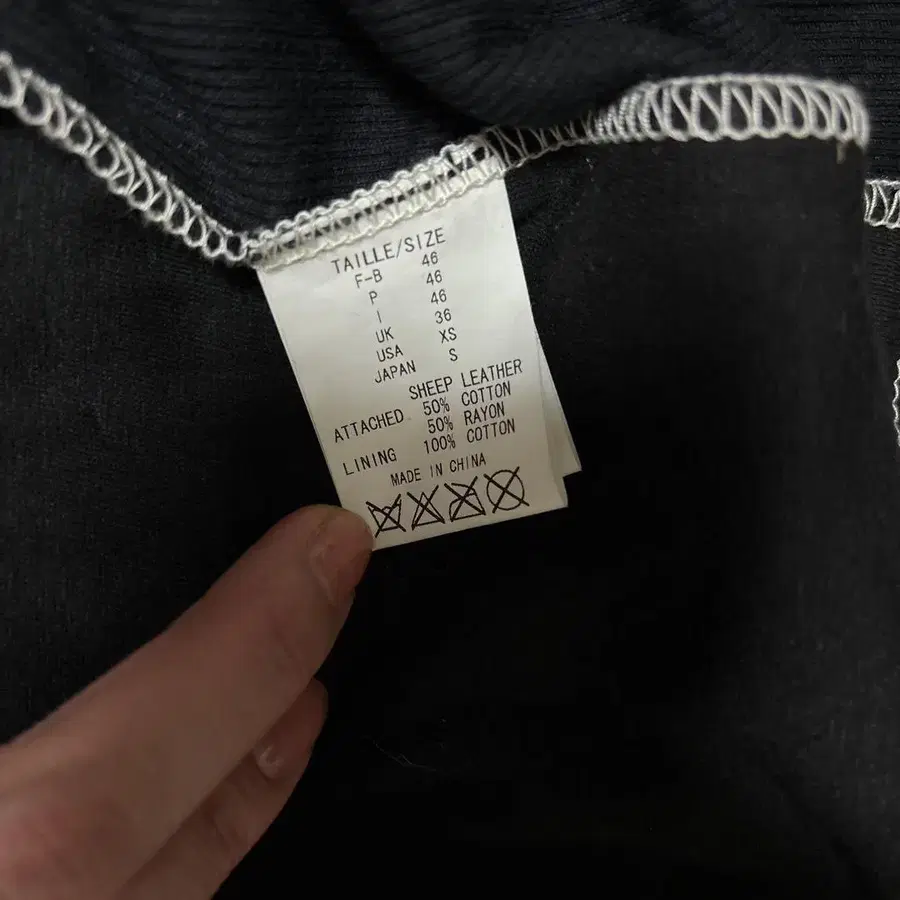 TAILLE/SIZE
F-B 46
P 46
I 46
UK 36
USA XS
JAPAN S
SHEEP LEATHER
ATTACHED 50% COTTON
50% RAYON
LINING 100% COTTON
MADE IN CHINA